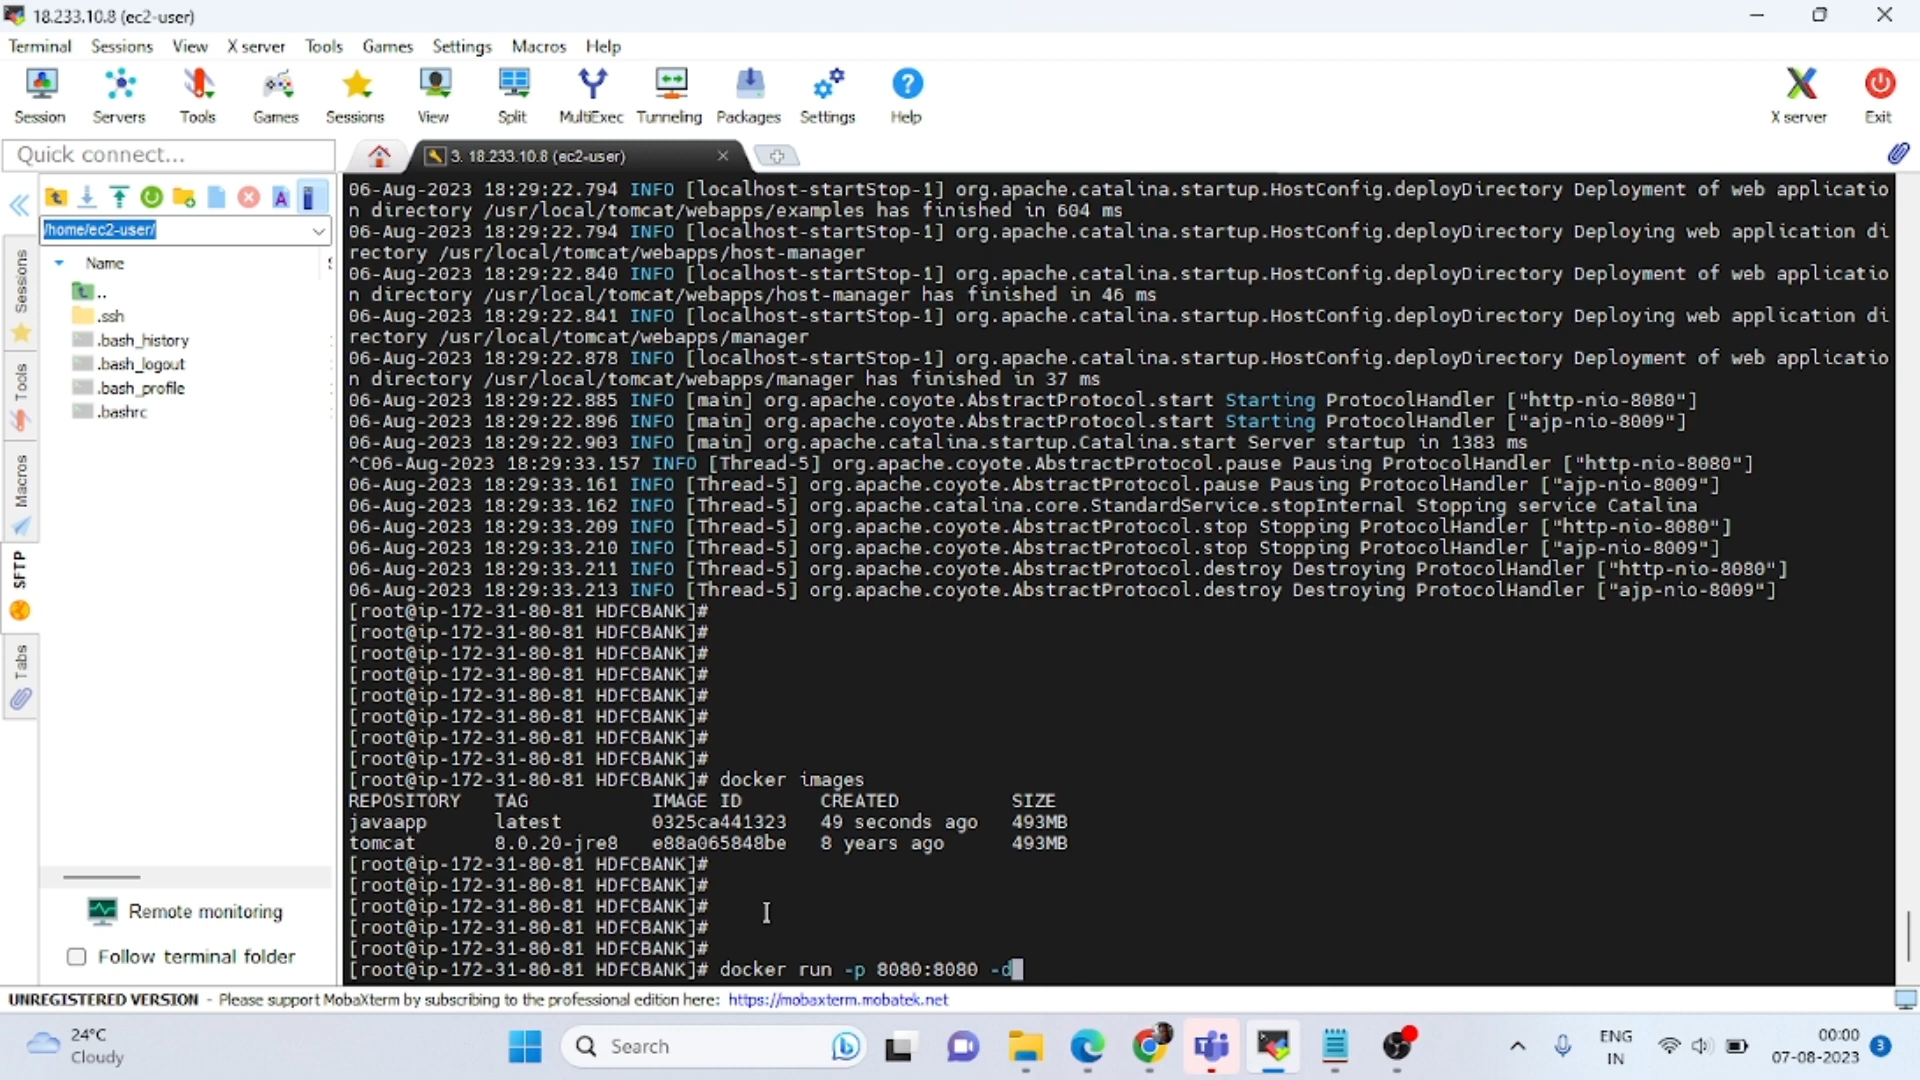 18.233.10.8 (ec2-user)
Terminal Sessions View X server Tools Games Settings Macros Help
Session Servers Tools Games Sessions View Split MultiExec Tunneling Packages Settings Help X server Exit
Quick connect...
3. 18.233.10.8 (ec2-user)
/home/ec2-user/
Name
..
.ssh
.bash_history
.bash_logout
.bash_profile
.bashrc
Sessions
Tools
Macros
SFTP
Tabs
Remote monitoring
Follow terminal folder
06-Aug-2023 18:29:22.794 INFO [localhost-startStop-1] org.apache.catalina.startup.HostConfig.deployDirectory Deployment of web applicatio
n directory /usr/local/tomcat/webapps/examples has finished in 604 ms
06-Aug-2023 18:29:22.794 INFO [localhost-startStop-1] org.apache.catalina.startup.HostConfig.deployDirectory Deploying web application di
rectory /usr/local/tomcat/webapps/host-manager
06-Aug-2023 18:29:22.840 INFO [localhost-startStop-1] org.apache.catalina.startup.HostConfig.deployDirectory Deployment of web applicatio
n directory /usr/local/tomcat/webapps/host-manager has finished in 46 ms
06-Aug-2023 18:29:22.841 INFO [localhost-startStop-1] org.apache.catalina.startup.HostConfig.deployDirectory Deploying web application di
rectory /usr/local/tomcat/webapps/manager
06-Aug-2023 18:29:22.878 INFO [localhost-startStop-1] org.apache.catalina.startup.HostConfig.deployDirectory Deployment of web applicatio
n directory /usr/local/tomcat/webapps/manager has finished in 37 ms
06-Aug-2023 18:29:22.885 INFO [main] org.apache.coyote.AbstractProtocol.start Starting ProtocolHandler ["http-nio-8080"]
06-Aug-2023 18:29:22.896 INFO [main] org.apache.coyote.AbstractProtocol.start Starting ProtocolHandler ["ajp-nio-8009"]
06-Aug-2023 18:29:22.903 INFO [main] org.apache.catalina.startup.Catalina.start Server startup in 1383 ms
^C06-Aug-2023 18:29:33.157 INFO [Thread-5] org.apache.coyote.AbstractProtocol.pause Pausing ProtocolHandler ["http-nio-8080"]
06-Aug-2023 18:29:33.161 INFO [Thread-5] org.apache.coyote.AbstractProtocol.pause Pausing ProtocolHandler ["ajp-nio-8009"]
06-Aug-2023 18:29:33.162 INFO [Thread-5] org.apache.catalina.core.StandardService.stopInternal Stopping service Catalina
06-Aug-2023 18:29:33.209 INFO [Thread-5] org.apache.coyote.AbstractProtocol.stop Stopping ProtocolHandler ["http-nio-8080"]
06-Aug-2023 18:29:33.210 INFO [Thread-5] org.apache.coyote.AbstractProtocol.stop Stopping ProtocolHandler ["ajp-nio-8009"]
06-Aug-2023 18:29:33.211 INFO [Thread-5] org.apache.coyote.AbstractProtocol.destroy Destroying ProtocolHandler ["http-nio-8080"]
06-Aug-2023 18:29:33.213 INFO [Thread-5] org.apache.coyote.AbstractProtocol.destroy Destroying ProtocolHandler ["ajp-nio-8009"]
[root@ip-172-31-80-81 HDFCBANK]#
[root@ip-172-31-80-81 HDFCBANK]#
[root@ip-172-31-80-81 HDFCBANK]#
[root@ip-172-31-80-81 HDFCBANK]#
[root@ip-172-31-80-81 HDFCBANK]#
[root@ip-172-31-80-81 HDFCBANK]#
[root@ip-172-31-80-81 HDFCBANK]#
[root@ip-172-31-80-81 HDFCBANK]#
[root@ip-172-31-80-81 HDFCBANK]# docker images
REPOSITORY TAG IMAGE ID CREATED SIZE
javaapp latest 0325ca441323 49 seconds ago 493MB
tomcat 8.0.20-jre8 e88a065848be 8 years ago 493MB
[root@ip-172-31-80-81 HDFCBANK]#
[root@ip-172-31-80-81 HDFCBANK]#
[root@ip-172-31-80-81 HDFCBANK]#
[root@ip-172-31-80-81 HDFCBANK]#
[root@ip-172-31-80-81 HDFCBANK]#
[root@ip-172-31-80-81 HDFCBANK]# docker run -p 8080:8080 -d
UNREGISTERED VERSION - Please support MobaXterm by subscribing to the professional edition here: https://mobaxterm.mobatek.net
24°C
Cloudy
Search
ENG
IN
00:00
07-08-2023
3